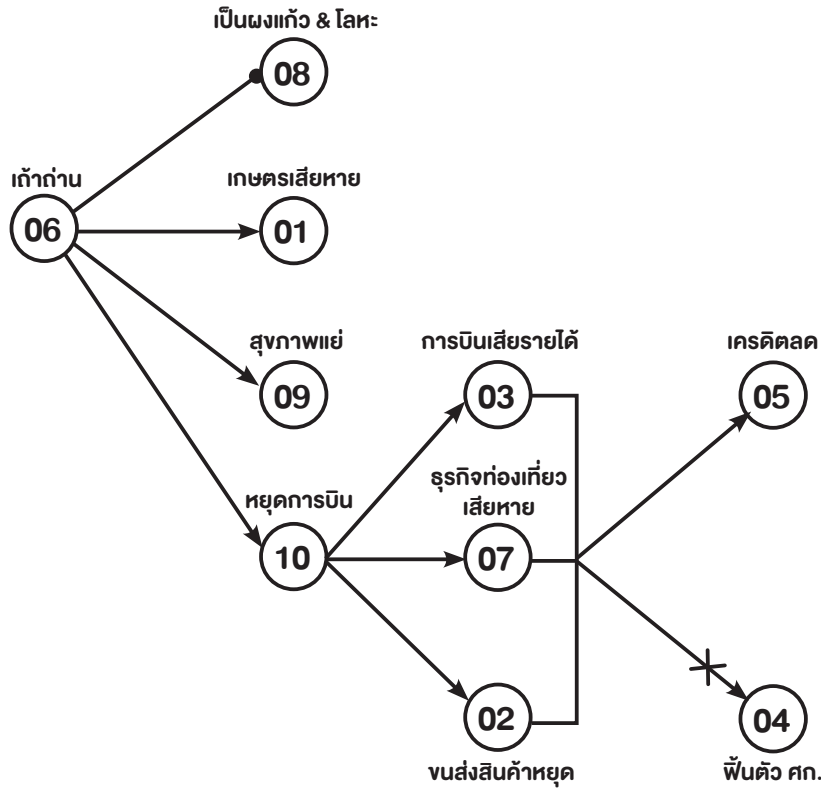 เป็นผงแก้ว & โลหะ
08
เถ้าถ่าน
06
เกษตรเสียหาย
01
สุขภาพแย่
09
การบินเสียรายได้
03
เครดิตลด
05
หยุดการบิน
10
ธุรกิจท่องเที่ยว
เสียหาย
07
02
ขนส่งสินค้าหยุด
04
ฟื้นตัว ศก.